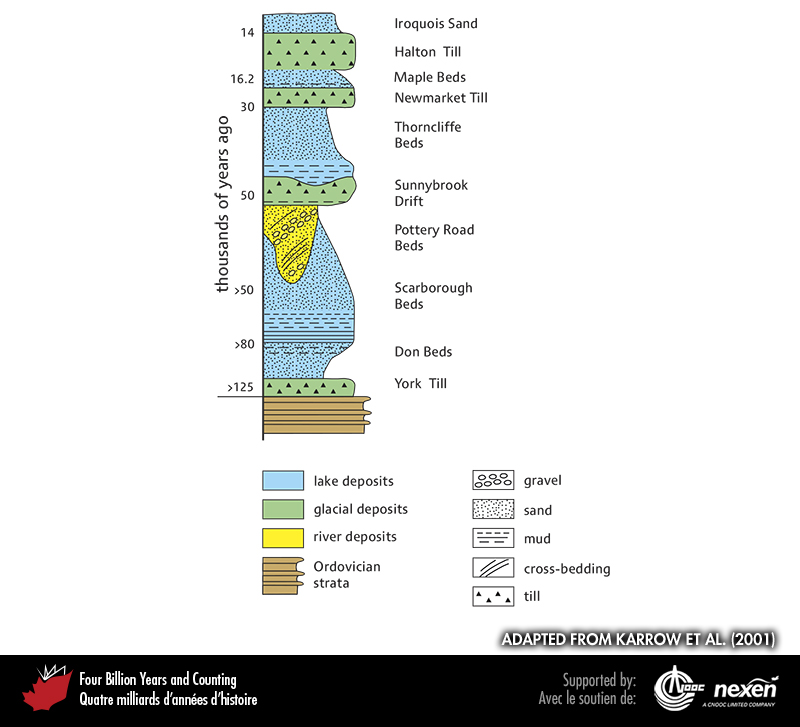 Iroquois Sand
14
Halton Till
16.2
Maple Beds
Newmarket Till
30
Thorncliffe
Beds
thousands of years ago
50
Sunnybrook
Drift
Pottery Road
Beds
>50
Scarborough
Beds
>80
Don Beds
>125
York Till
lake deposits
glacial deposits
river deposits
Ordovician
strata
gravel
sand
mud
cross-bedding
till
ADAPTED FROM KARROW ET AL. (2001)
Four Billion Years and Counting
Quatre milliards d'années d'histoire
Supported by:
Avec le soutien de:
CNOOC
nexen
A CNOOC LIMITED COMPANY